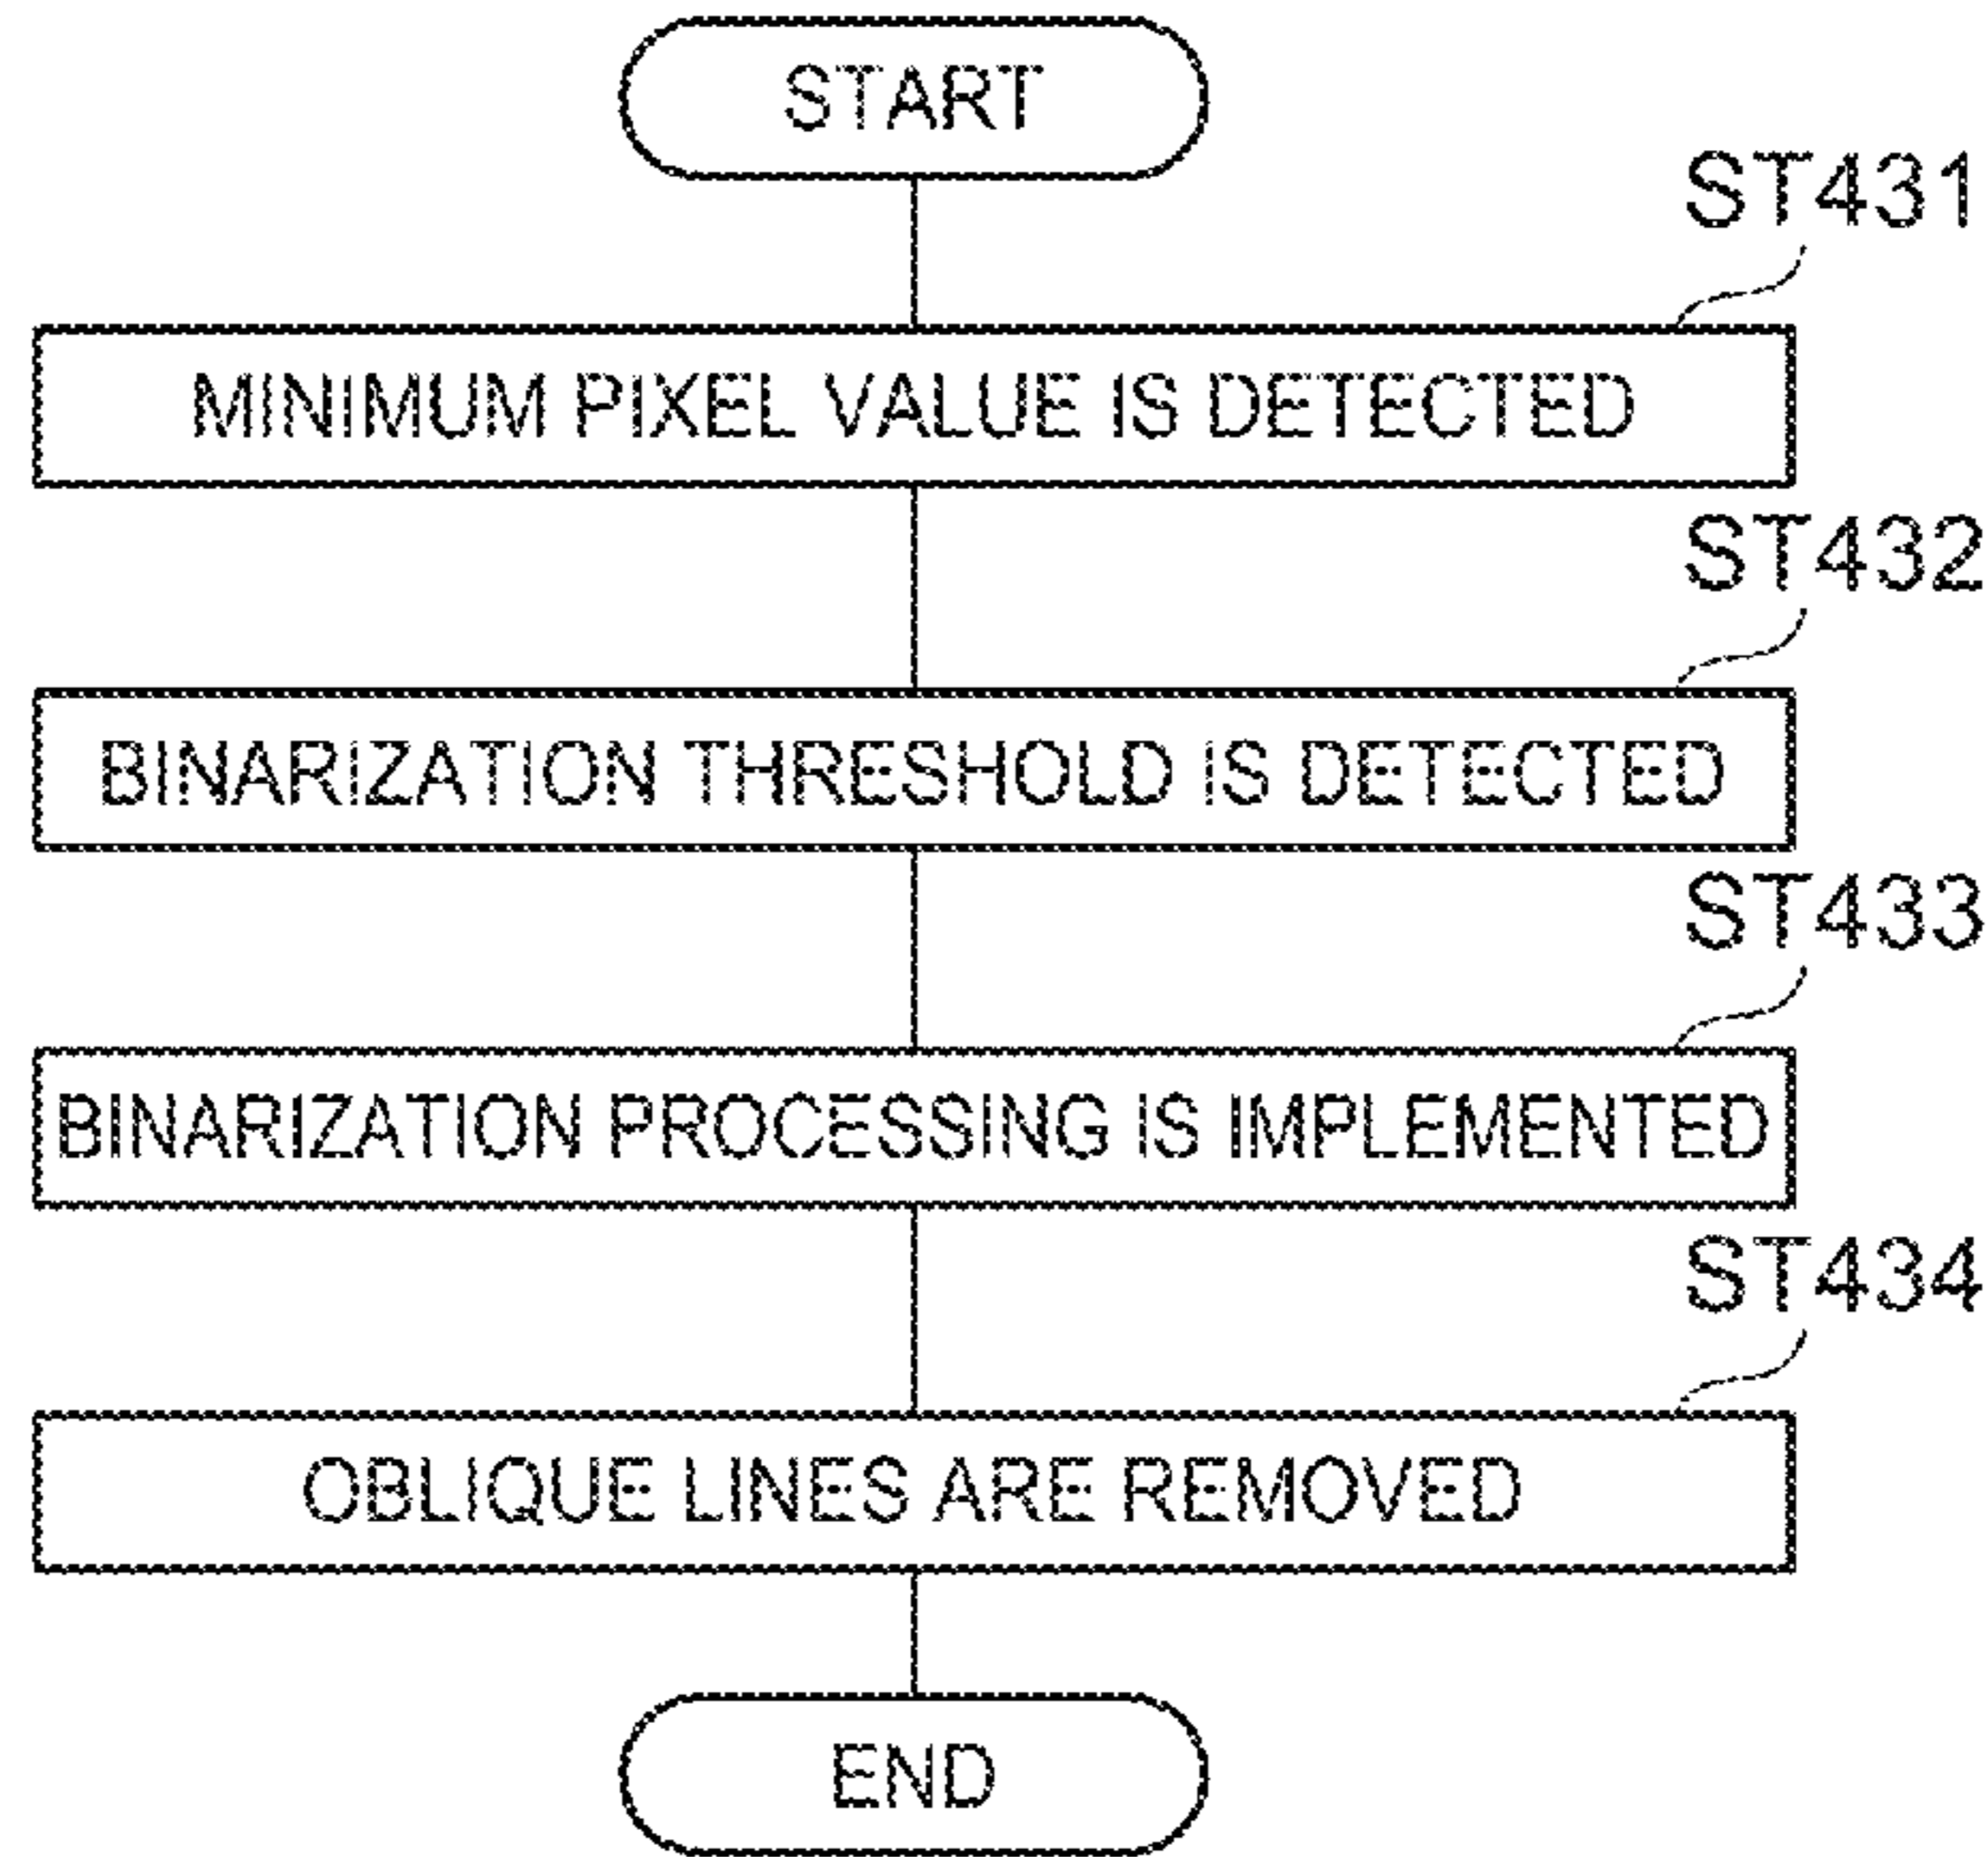 START
ST431
MINIMUM PIXEL VALUE IS DETECTED
ST432
BINARIZATION THRESHOLD IS DETECTED
ST433
BINARIZATION PROCESSING IS IMPLEMENTED
ST434
OBLIQUE LINES ARE REMOVED
END